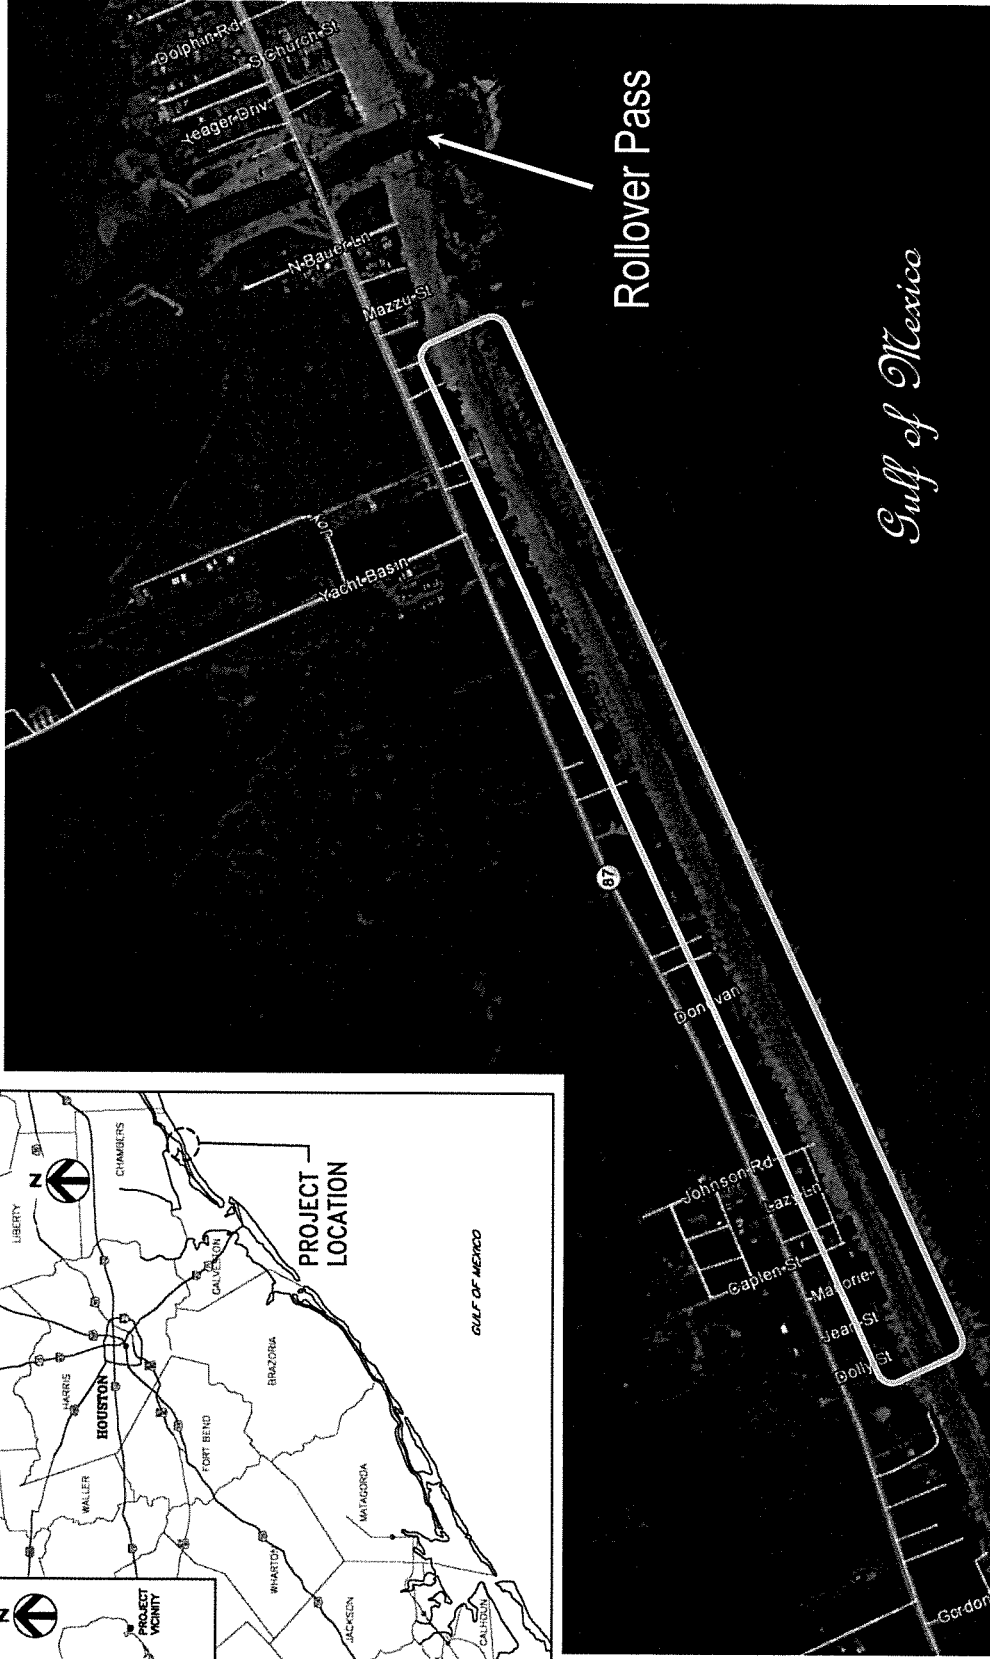 Dolphin Rd
S Church St
Yeager Driv
N Bauer Ln
Mazzu St
Rollover Pass
Gulf of Mexico
Yacht Basin
87
Donovan
Johnson Rd
Lazy Ln
Caplen St
Malone
Jean St
Dolly St
Gordon
N
LIBERTY
CHAMBERS
HARRIS
HOUSTON
GALVESTON
PROJECT
LOCATION
WALLER
FORT BEND
BRAZORIA
GULF OF MEXICO
WHARTON
MATAGORDA
JACKSON
CALHOUN
N
PROJECT
VICINITY